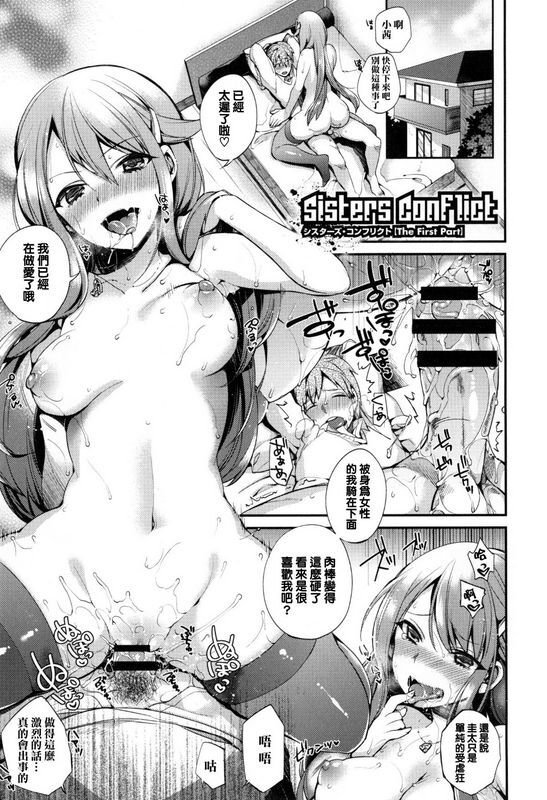 啊
小茜
快停下來吧
別做這種事了
已經
太遲了啦♡
Sisters Conflict
シスターズ・コンフリクト [The First Part]
我們已經
在做愛了哦
被身為女性
的我騎在下面
肉棒變得
這麼硬了
看來是很
喜歡我吧？
還是說
圭太只是
單純的受虐狂
唔
唔
咕
做得這麼
激烈的話…
真的會出事的